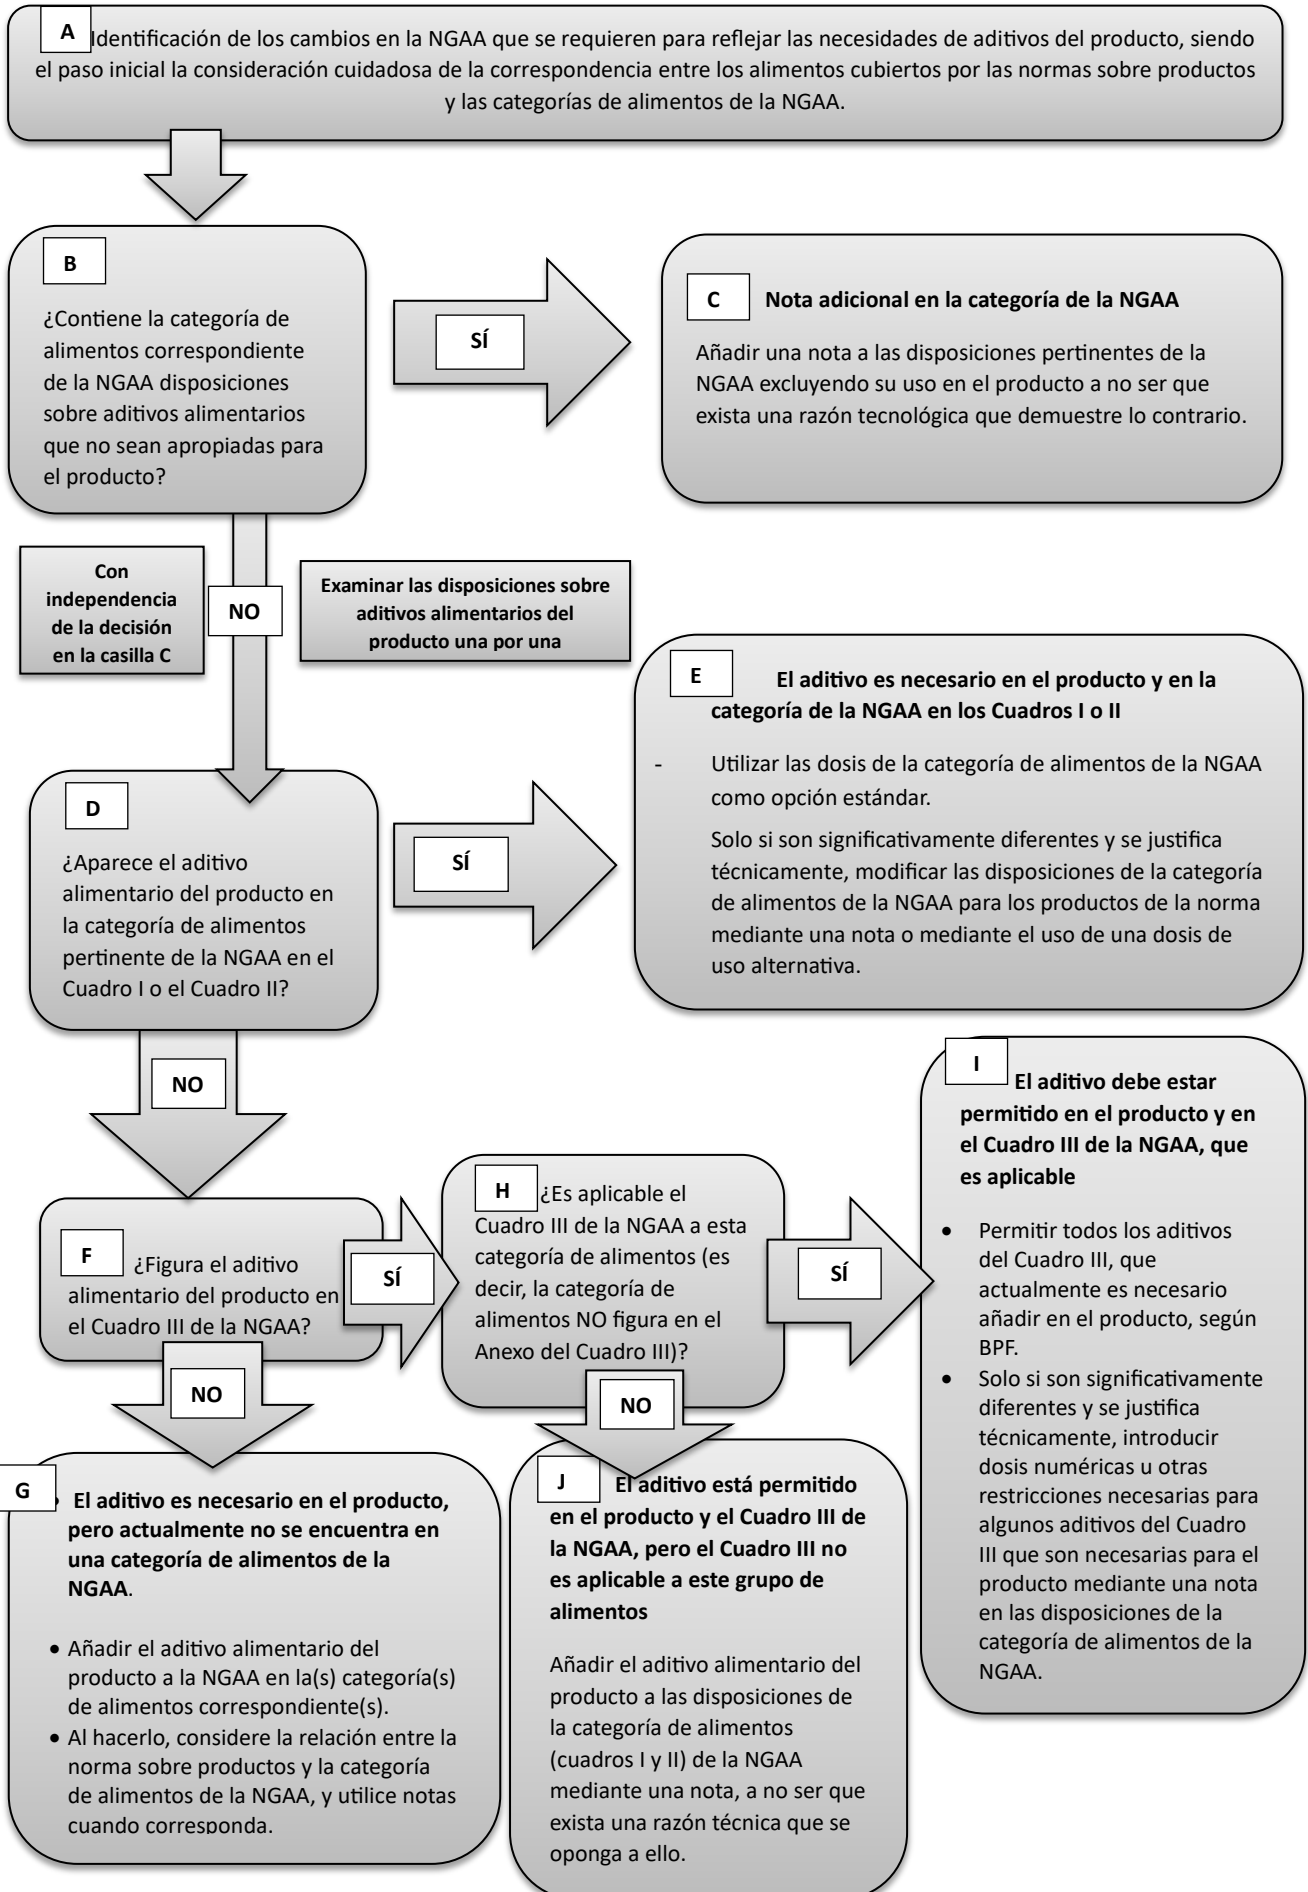 A
Identificación de los cambios en la NGAA que se requieren para reflejar las necesidades de aditivos del producto, siendo
el paso inicial la consideración cuidadosa de la correspondencia entre los alimentos cubiertos por las normas sobre productos
y las categorías de alimentos de la NGAA.
B
¿Contiene la categoría de
alimentos correspondiente
de la NGAA disposiciones
sobre aditivos alimentarios
que no sean apropiadas para
el producto?
SÍ
C
Nota adicional en la categoría de la NGAA
Añadir una nota a las disposiciones pertinentes de la
NGAA excluyendo su uso en el producto a no ser que
exista una razón tecnológica que demuestre lo contrario.
Con
independencia
de la decisión
en la casilla C
NO
Examinar las disposiciones sobre
aditivos alimentarios del
producto una por una
D
¿Aparece el aditivo
alimentario del producto en
la categoría de alimentos
pertinente de la NGAA en el
Cuadro I o el Cuadro II?
SÍ
E
El aditivo es necesario en el producto y en la
categoría de la NGAA en los Cuadros I o II
- Utilizar las dosis de la categoría de alimentos de la NGAA
como opción estándar.
Solo si son significativamente diferentes y se justifica
técnicamente, modificar las disposiciones de la categoría
de alimentos de la NGAA para los productos de la norma
mediante una nota o mediante el uso de una dosis de
uso alternativa.
NO
F
¿Figura el aditivo
alimentario del producto en
el Cuadro III de la NGAA?
SÍ
H
¿Es aplicable el
Cuadro III de la NGAA a esta
categoría de alimentos (es
decir, la categoría de
alimentos NO figura en el
Anexo del Cuadro III)?
SÍ
I
El aditivo debe estar
permitido en el producto y en
el Cuadro III de la NGAA, que
es aplicable
• Permitir todos los aditivos
del Cuadro III, que
actualmente es necesario
añadir en el producto, según
BPF.
• Solo si son significativamente
diferentes y se justifica
técnicamente, introducir
dosis numéricas u otras
restricciones necesarias para
algunos aditivos del Cuadro
III que son necesarias para el
producto mediante una nota
en las disposiciones de la
categoría de alimentos de la
NGAA.
NO
G
• El aditivo es necesario en el producto,
pero actualmente no se encuentra en
una categoría de alimentos de la
NGAA.
• Añadir el aditivo alimentario del
producto a la NGAA en la(s) categoría(s)
de alimentos correspondiente(s).
• Al hacerlo, considere la relación entre la
norma sobre productos y la categoría
de alimentos de la NGAA, y utilice notas
cuando corresponda.
NO
J
El aditivo está permitido
en el producto y el Cuadro III de
la NGAA, pero el Cuadro III no
es aplicable a este grupo de
alimentos
Añadir el aditivo alimentario del
producto a las disposiciones de
la categoría de alimentos
(cuadros I y II) de la NGAA
mediante una nota, a no ser que
exista una razón técnica que se
oponga a ello.